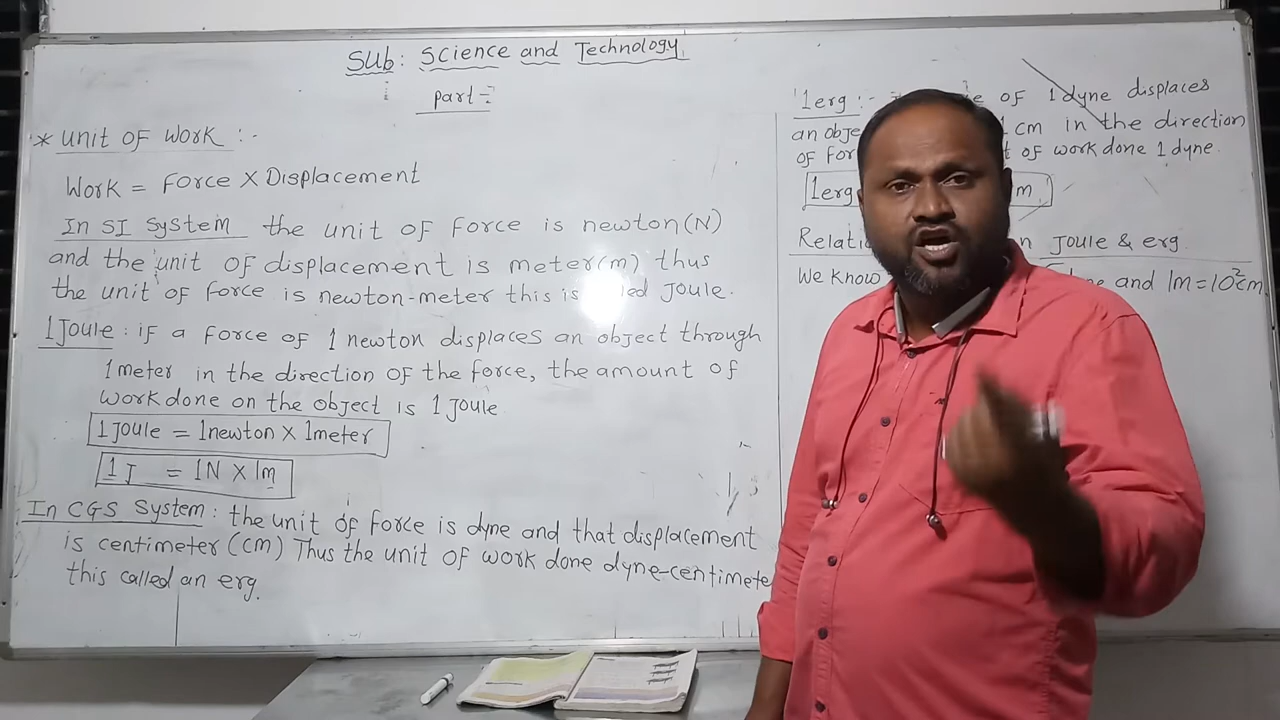 SUb: Science and Technology
part-
* Unit of Work :-
Work = Force X Displacement
In SI System the unit of force is newton(N)
and the unit of displacement is meter(m) thus
the unit of force is newton-meter this is Joule.
1Joule: if a force of 1 newton displaces an object through
1meter in the direction of the force, the amount of
workdone on the object is 1 Joule
1 Joule = 1newton X 1meter
1 J = 1N X 1m
In CGS System: the unit of force is dyne and that displacement
is centimeter (cm) Thus the unit of work done dyne-centimete
this called an erg.
1erg :- of 1 dyne displaces
an 1 cm in the direction
of of work done 1 dyne.
1erg m
Joule & erg.
We Know and 1m=10²cm